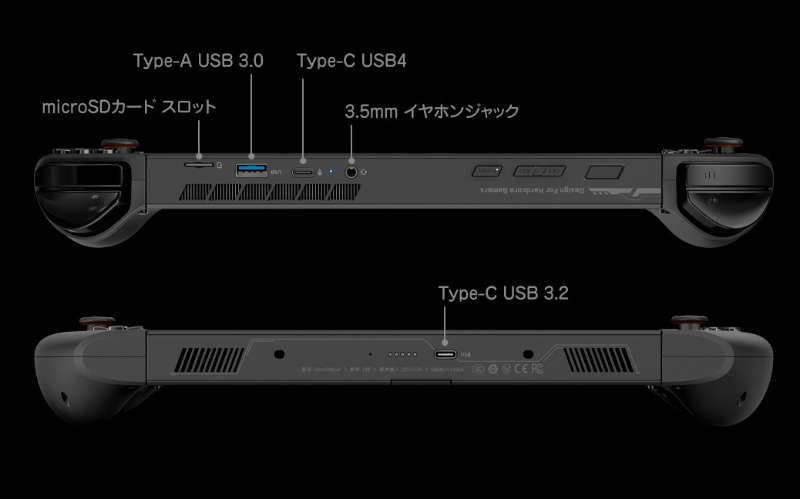 Type-A USB 3.0
Type-C USB4
microSDカード スロット
3.5mm イヤホンジャック
USB
Design For Hardcore Gamers
Type-C USB 3.2